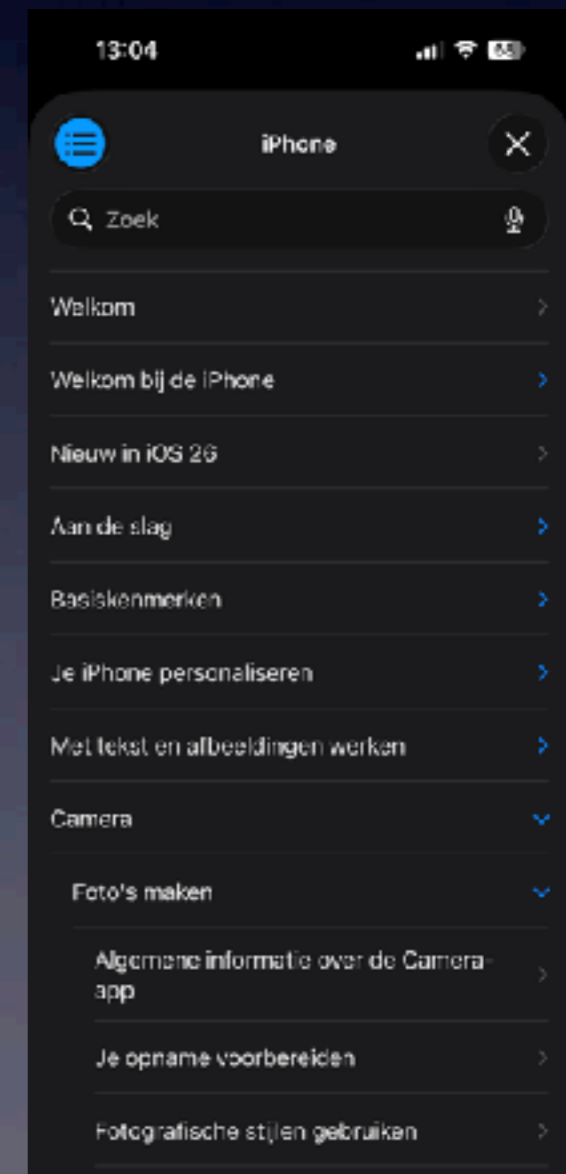 13:04
iPhone
Zoek
Welkom
Welkom bij de iPhone
Nieuw in iOS 26
Aan de slag
Basiskenmerken
Je iPhone personaliseren
Met tekst en afbeeldingen werken
Camera
Foto's maken
Algemene informatie over de Camera-
app
Je opname voorbereiden
Fotografische stijlen gebruiken